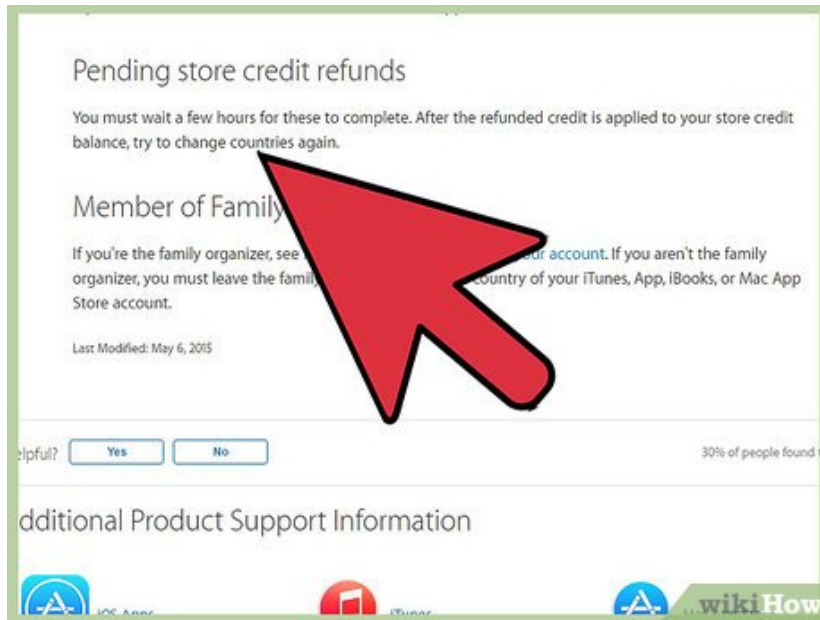 Pending store credit refunds
You must wait a few hours for these to complete. After the refunded credit is applied to your store credit
balance, try to change countries again.
Member of Family
If you're the family organizer, see
account. If you aren't the family
organizer, you must leave the family
country of your iTunes, App, iBooks, or Mac App
Store account.
Last Modified: May 6, 2015
Yes No
30% of people found
Product Support Information
iOS Apps iTunes
wikiHow